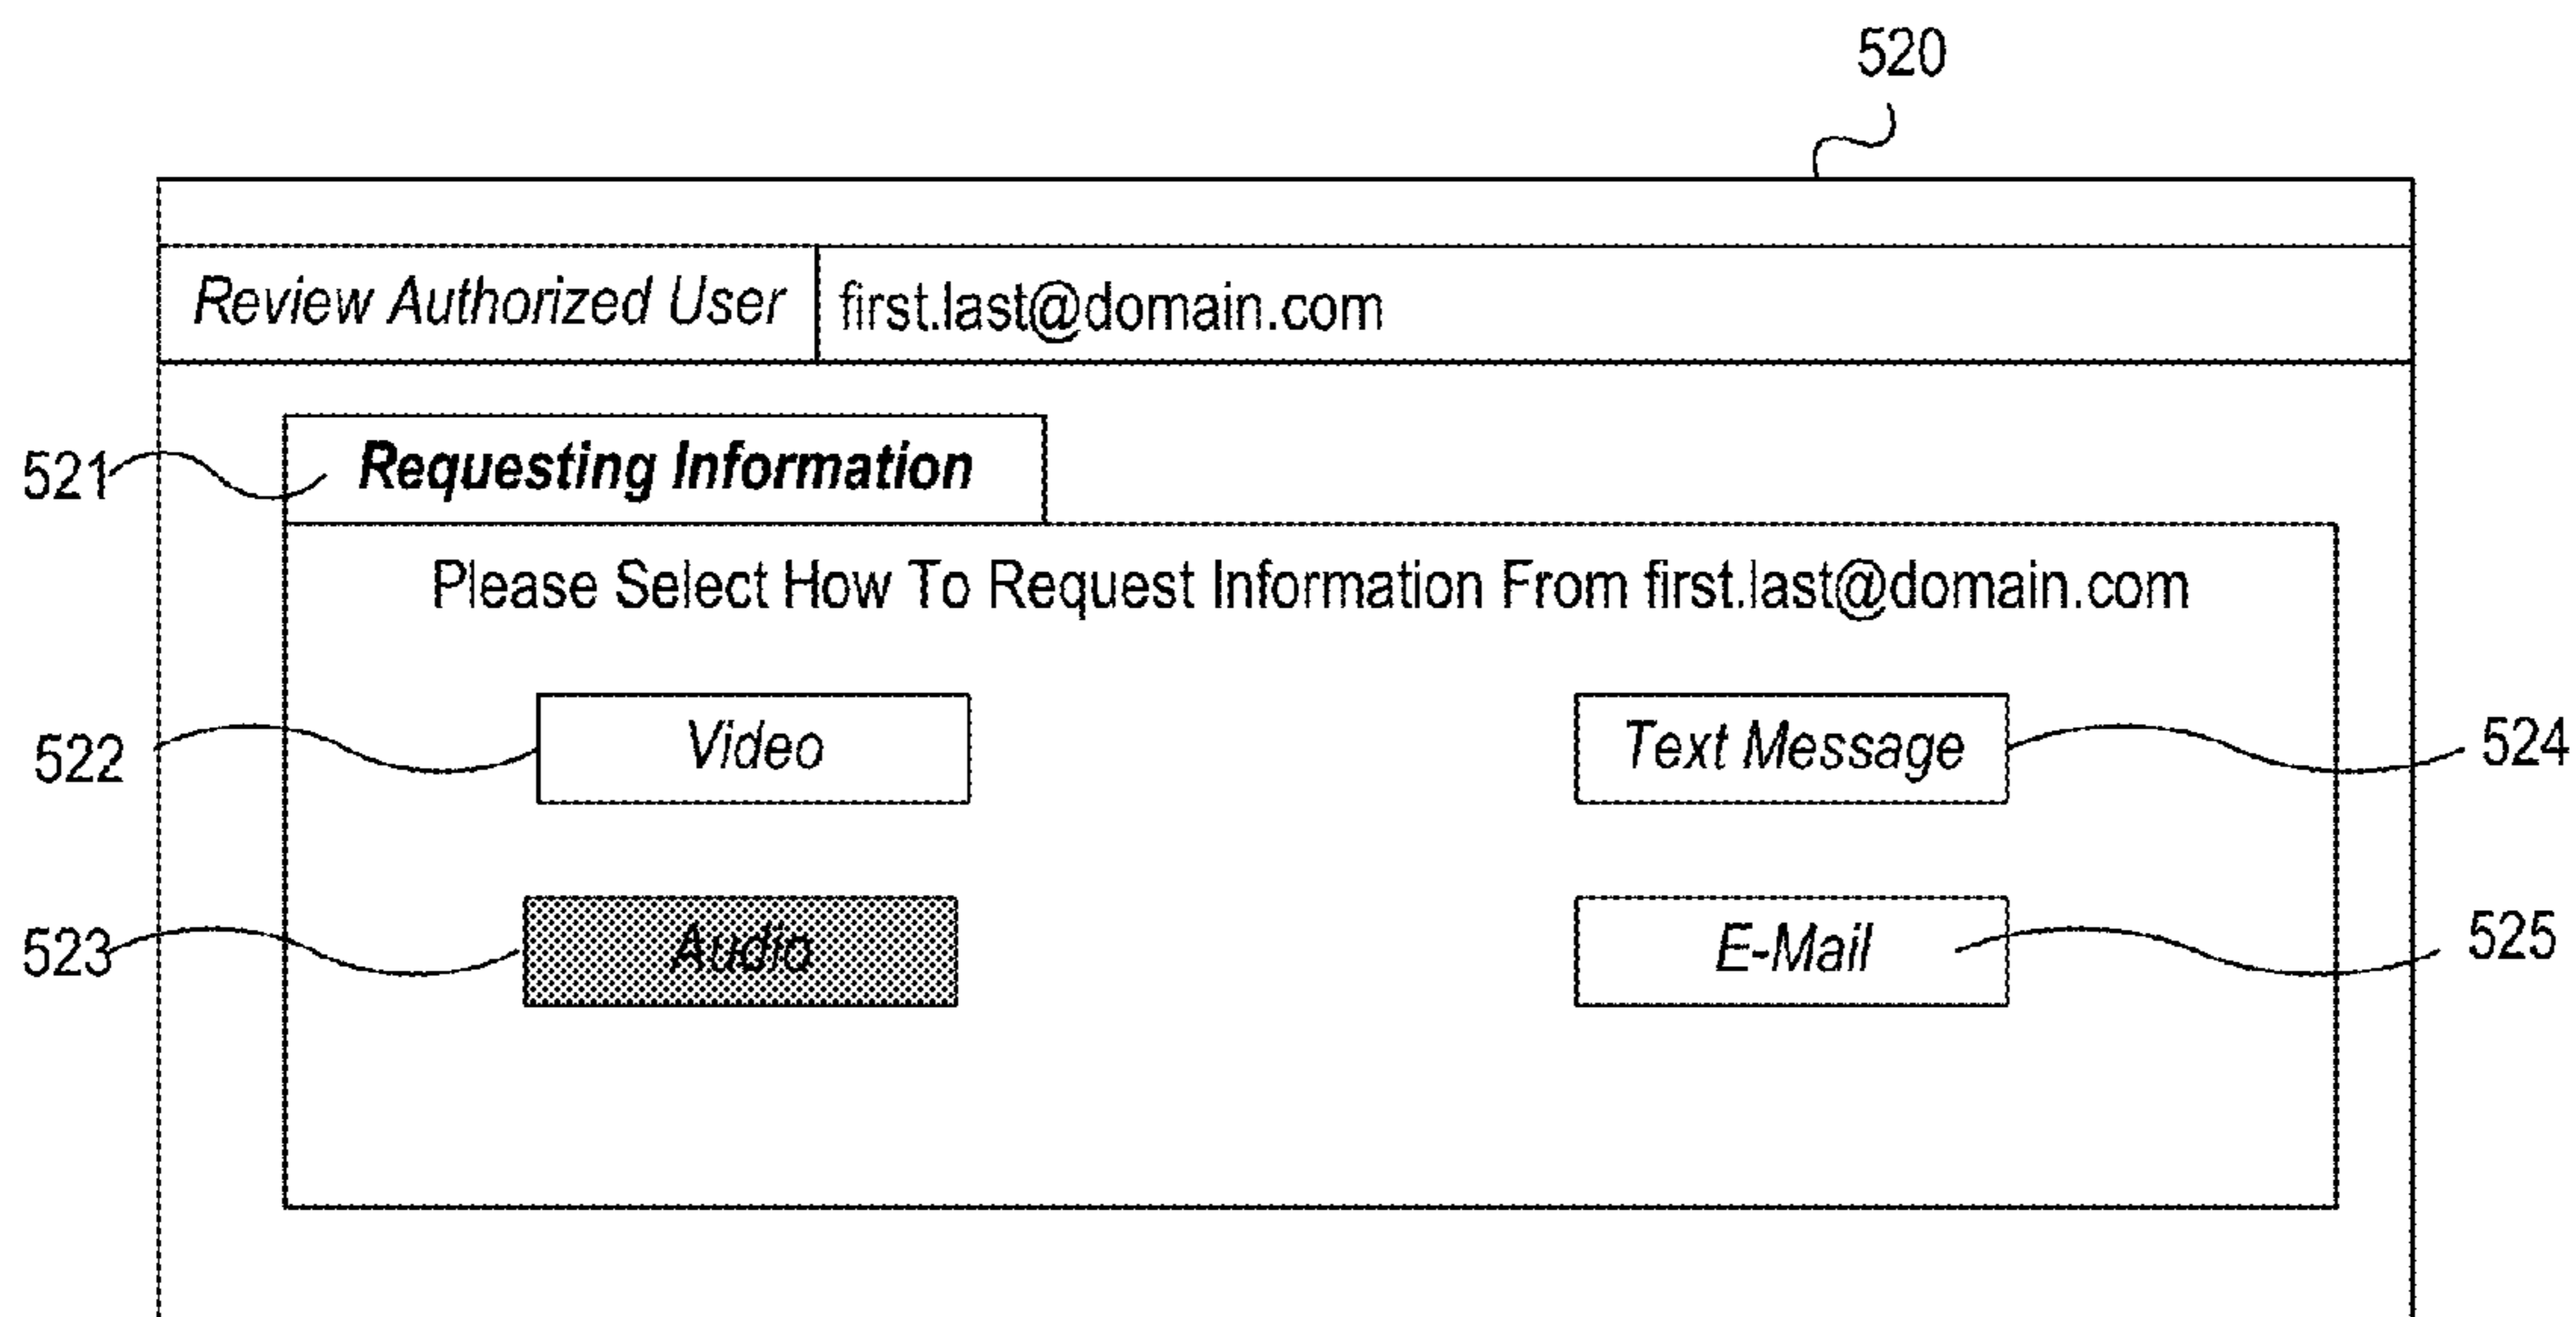 520
Review Authorized User first.last@domain.com
521 Requesting Information
Please Select How To Request Information From first.last@domain.com
522 Video Text Message 524
523 Audio E-Mail 525